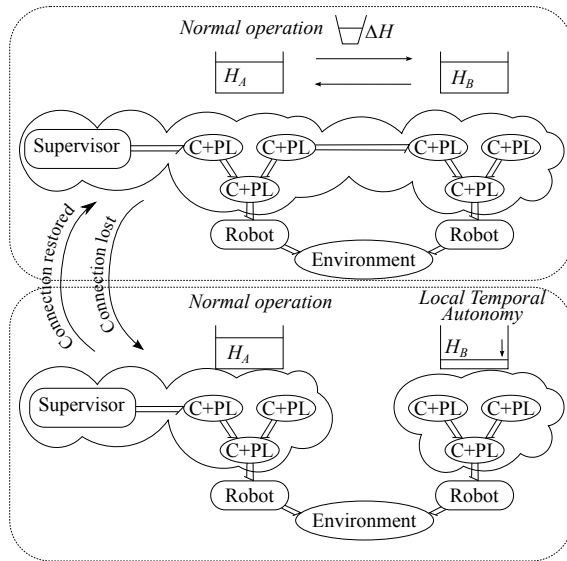 Normal operation ΔH
H_A H_B
Supervisor C+PL C+PL C+PL C+PL
C+PL C+PL
Robot Robot
Environment
Connection restored
Connection lost
Normal operation Local Temporal
Autonomy
H_A H_B
Supervisor C+PL C+PL C+PL C+PL
C+PL C+PL
Robot Robot
Environment